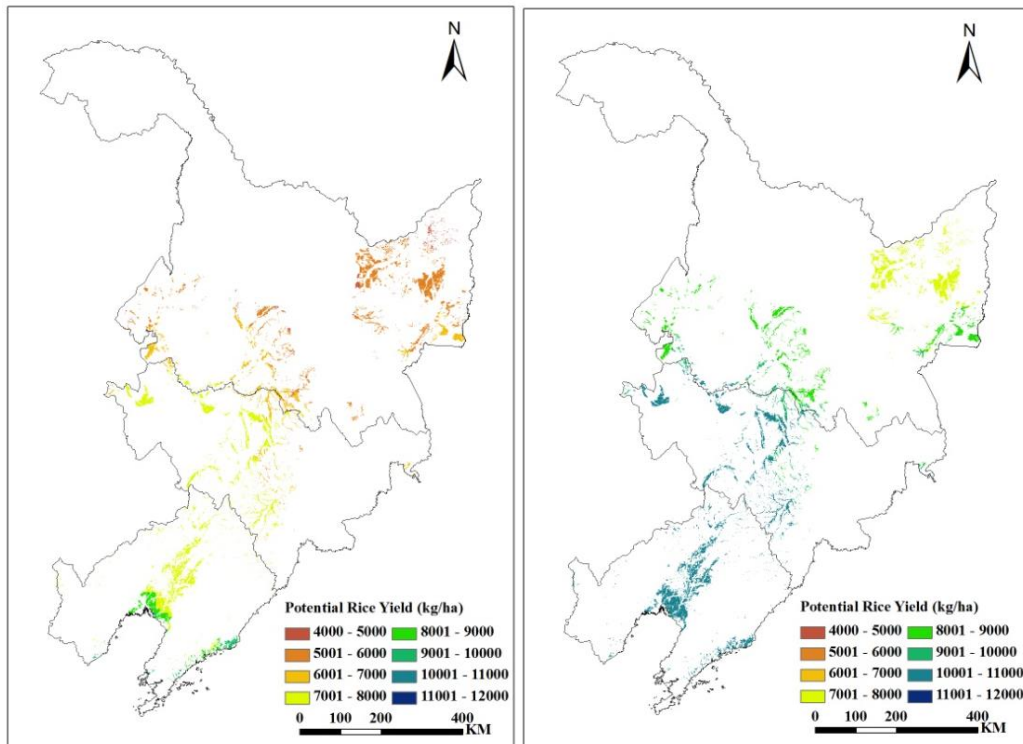 N
Potential Rice Yield (kg/ha)
4000 - 5000 8001 - 9000
5001 - 6000 9001 - 10000
6001 - 7000 10001 - 11000
7001 - 8000 11001 - 12000
0 100 200 400
KM
N
Potential Rice Yield (kg/ha)
4000 - 5000 8001 - 9000
5001 - 6000 9001 - 10000
6001 - 7000 10001 - 11000
7001 - 8000 11001 - 12000
0 100 200 400
KM